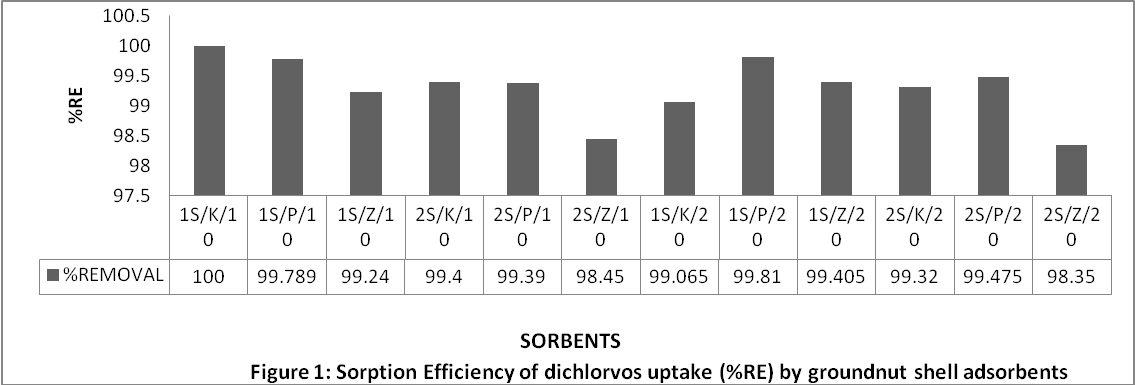 100.5
100
99.5
99
98.5
98
97.5
%RE
1S/K/1 1S/P/1 1S/Z/1 2S/K/1 2S/P/1 2S/Z/1 1S/K/2 1S/P/2 1S/Z/2 2S/K/2 2S/P/2 2S/Z/2
0 0 0 0 0 0 0 0 0 0 0 0
%REMOVAL 100 99.789 99.24 99.4 99.39 98.45 99.065 99.81 99.405 99.32 99.475 98.35
SORBENTS
Figure 1: Sorption Efficiency of dichlorvos uptake (%RE) by groundnut shell adsorbents